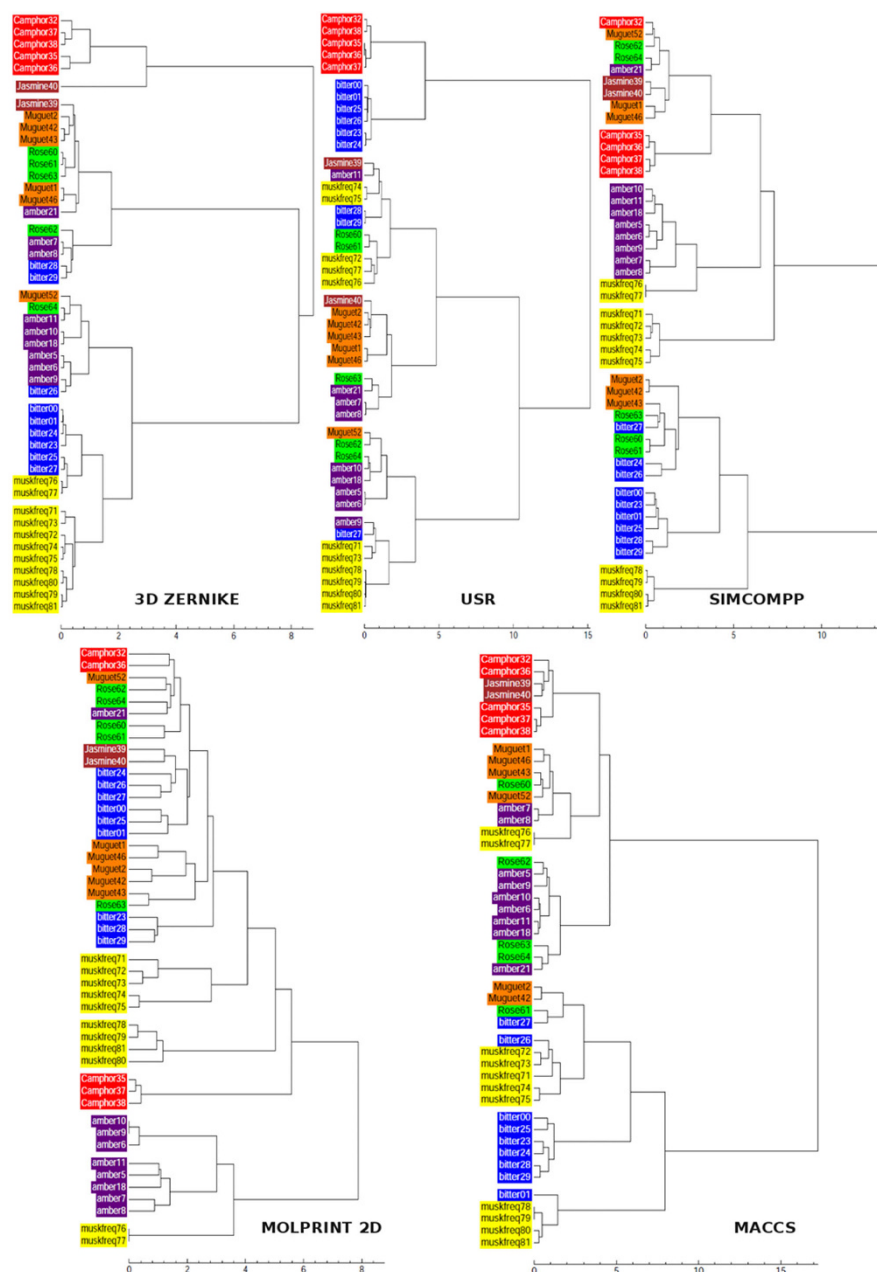 Camphor32
Camphor37
Camphor38
Camphor35
Camphor36
Jasmine40
Jasmine39
Muguet2
Muguet42
Muguet43
Rose60
Rose61
Rose63
Muguet1
Muguet46
amber21
Rose62
amber7
amber8
bitter28
bitter29
Muguet52
Rose64
amber11
amber10
amber18
amber5
amber6
amber9
bitter26
bitter00
bitter01
bitter24
bitter23
bitter25
bitter27
muskfreq76
muskfreq77
muskfreq71
muskfreq73
muskfreq72
muskfreq74
muskfreq75
muskfreq78
muskfreq80
muskfreq79
muskfreq81
3D ZERNIKE
0 2 4 6 8
Camphor32
Camphor38
Camphor35
Camphor36
Camphor37
bitter00
bitter01
bitter25
bitter26
bitter23
bitter24
Jasmine39
amber11
muskfreq74
muskfreq75
bitter28
bitter29
Rose60
Rose61
muskfreq72
muskfreq77
muskfreq76
Jasmine40
Muguet2
Muguet42
Muguet43
Muguet1
Muguet46
Rose63
amber21
amber7
amber8
Muguet52
Rose62
Rose64
amber10
amber18
amber5
amber6
amber9
bitter27
muskfreq71
muskfreq73
muskfreq78
muskfreq79
muskfreq80
muskfreq81
USR
0 5 10 15
Camphor32
Muguet52
Rose62
Rose64
amber21
Jasmine39
Jasmine40
Muguet1
Muguet46
Camphor35
Camphor36
Camphor37
Camphor38
amber10
amber11
amber18
amber5
amber6
amber9
amber7
amber8
muskfreq76
muskfreq77
muskfreq71
muskfreq72
muskfreq73
muskfreq74
muskfreq75
Muguet2
Muguet42
Muguet43
Rose63
bitter27
Rose60
Rose61
bitter24
bitter26
bitter00
bitter23
bitter01
bitter25
bitter28
bitter29
muskfreq78
muskfreq79
muskfreq80
muskfreq81
SIMCOMPP
0 5 10
Camphor32
Camphor36
Muguet52
Rose62
Rose64
amber21
Rose60
Rose61
Jasmine39
Jasmine40
bitter24
bitter26
bitter27
bitter00
bitter25
bitter01
Muguet1
Muguet46
Muguet2
Muguet42
Muguet43
Rose63
bitter23
bitter28
bitter29
muskfreq71
muskfreq72
muskfreq73
muskfreq74
muskfreq75
muskfreq78
muskfreq79
muskfreq81
muskfreq80
Camphor35
Camphor37
Camphor38
amber10
amber9
amber6
amber11
amber5
amber18
amber7
amber8
muskfreq76
muskfreq77
MOLPRINT 2D
0 2 4 6 8
Camphor32
Camphor36
Jasmine39
Jasmine40
Camphor35
Camphor37
Camphor38
Muguet1
Muguet46
Muguet43
Rose60
Muguet52
amber7
amber8
muskfreq76
muskfreq77
Rose62
amber5
amber9
amber10
amber6
amber11
amber18
Rose63
Rose64
amber21
Muguet2
Muguet42
Rose61
bitter27
bitter26
muskfreq72
muskfreq73
muskfreq71
muskfreq74
muskfreq75
bitter00
bitter25
bitter23
bitter24
bitter28
bitter29
bitter01
muskfreq78
muskfreq79
muskfreq80
muskfreq81
MACCS
0 5 10 15